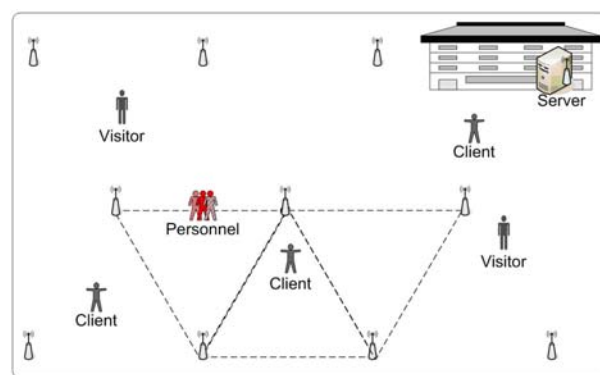 Server
Visitor
Client
Personnel
Client
Visitor
Client